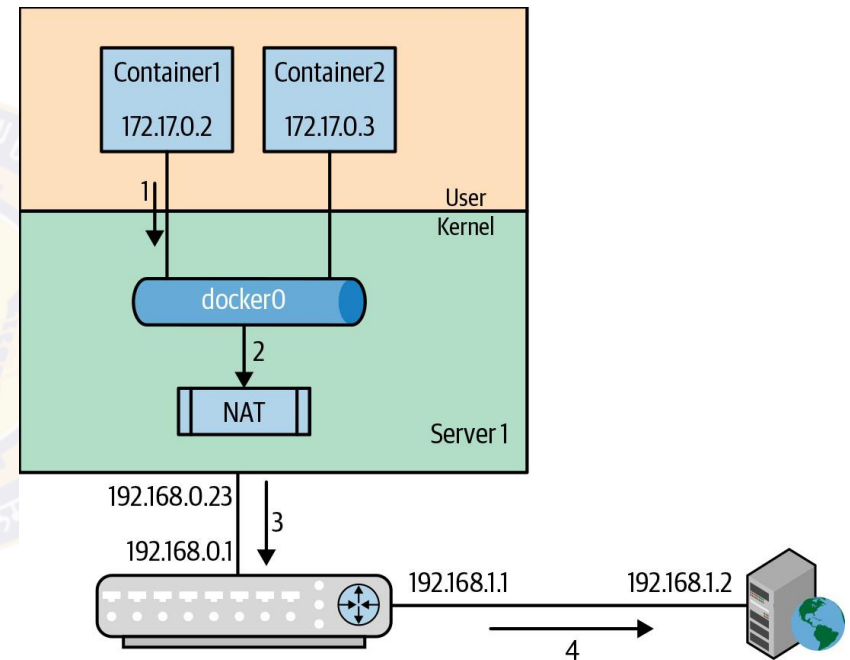 Container1
172.17.0.2
Container2
172.17.0.3
1
User
Kernel
docker0
2
NAT
Server 1
192.168.0.23
3
192.168.0.1
192.168.1.1
192.168.1.2
4